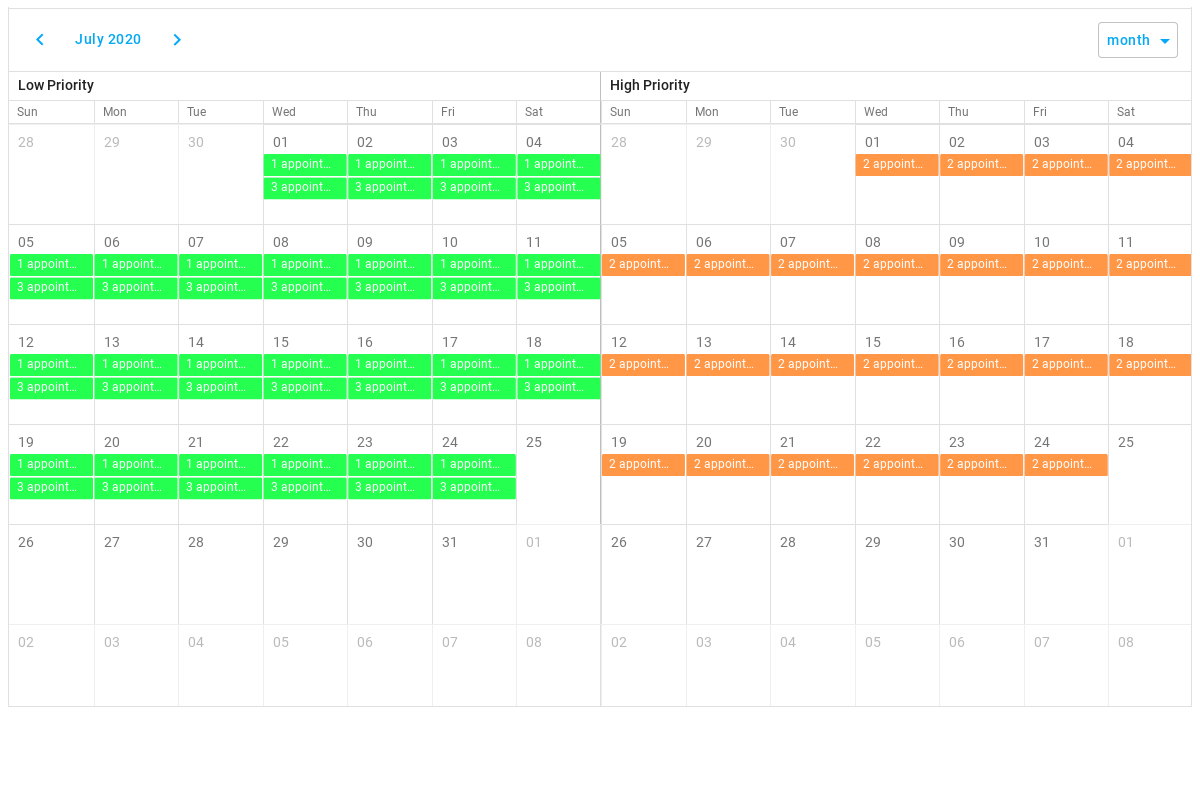 July 2020 month
Low Priority High Priority
Sun Mon Tue Wed Thu Fri Sat Sun Mon Tue Wed Thu Fri Sat
28 29 30 01 02 03 04 28 29 30 01 02 03 04
1 appoint... 1 appoint... 1 appoint... 1 appoint... 2 appoint... 2 appoint... 2 appoint... 2 appoint...
3 appoint... 3 appoint... 3 appoint... 3 appoint...
05 06 07 08 09 10 11 05 06 07 08 09 10 11
1 appoint... 1 appoint... 1 appoint... 1 appoint... 1 appoint... 1 appoint... 1 appoint... 2 appoint... 2 appoint... 2 appoint... 2 appoint... 2 appoint... 2 appoint... 2 appoint...
3 appoint... 3 appoint... 3 appoint... 3 appoint... 3 appoint... 3 appoint... 3 appoint...
12 13 14 15 16 17 18 12 13 14 15 16 17 18
1 appoint... 1 appoint... 1 appoint... 1 appoint... 1 appoint... 1 appoint... 1 appoint... 2 appoint... 2 appoint... 2 appoint... 2 appoint... 2 appoint... 2 appoint... 2 appoint...
3 appoint... 3 appoint... 3 appoint... 3 appoint... 3 appoint... 3 appoint... 3 appoint...
19 20 21 22 23 24 25 19 20 21 22 23 24 25
1 appoint... 1 appoint... 1 appoint... 1 appoint... 1 appoint... 1 appoint... 2 appoint... 2 appoint... 2 appoint... 2 appoint... 2 appoint... 2 appoint...
3 appoint... 3 appoint... 3 appoint... 3 appoint... 3 appoint... 3 appoint...
26 27 28 29 30 31 01 26 27 28 29 30 31 01
02 03 04 05 06 07 08 02 03 04 05 06 07 08